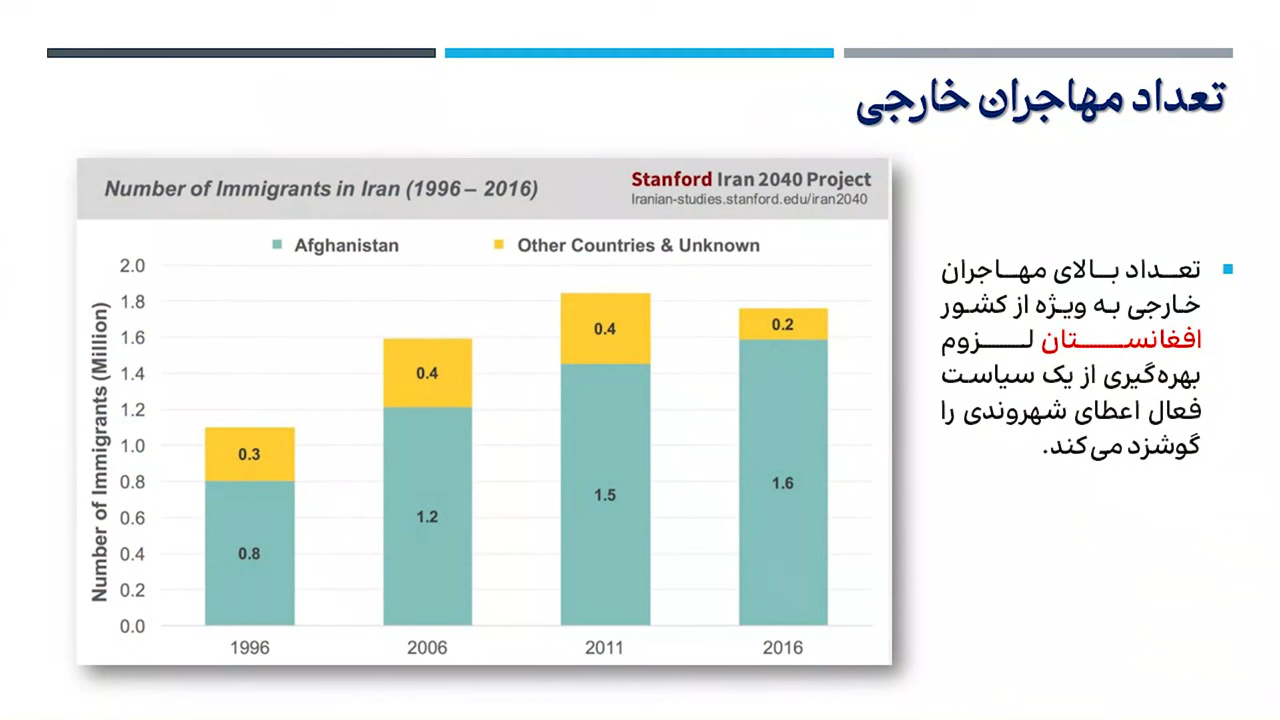 تعداد مهاجران خارجی
Number of Immigrants in Iran (1996 – 2016)
Stanford Iran 2040 Project
Iranian-studies.stanford.edu/iran2040
Afghanistan
Other Countries & Unknown
Number of Immigrants (Million)
2.0
1.8
1.6
1.4
1.2
1.0
0.8
0.6
0.4
0.2
0.0
0.3
0.8
0.4
1.2
0.4
1.5
0.2
1.6
1996
2006
2011
2016
تعداد بالای مهاجران
خارجی به ویژه از کشور
افغانستان لزوم
بهره‌گیری از یک سیاست
فعال اعطای شهروندی را
گوشزد می‌کند.